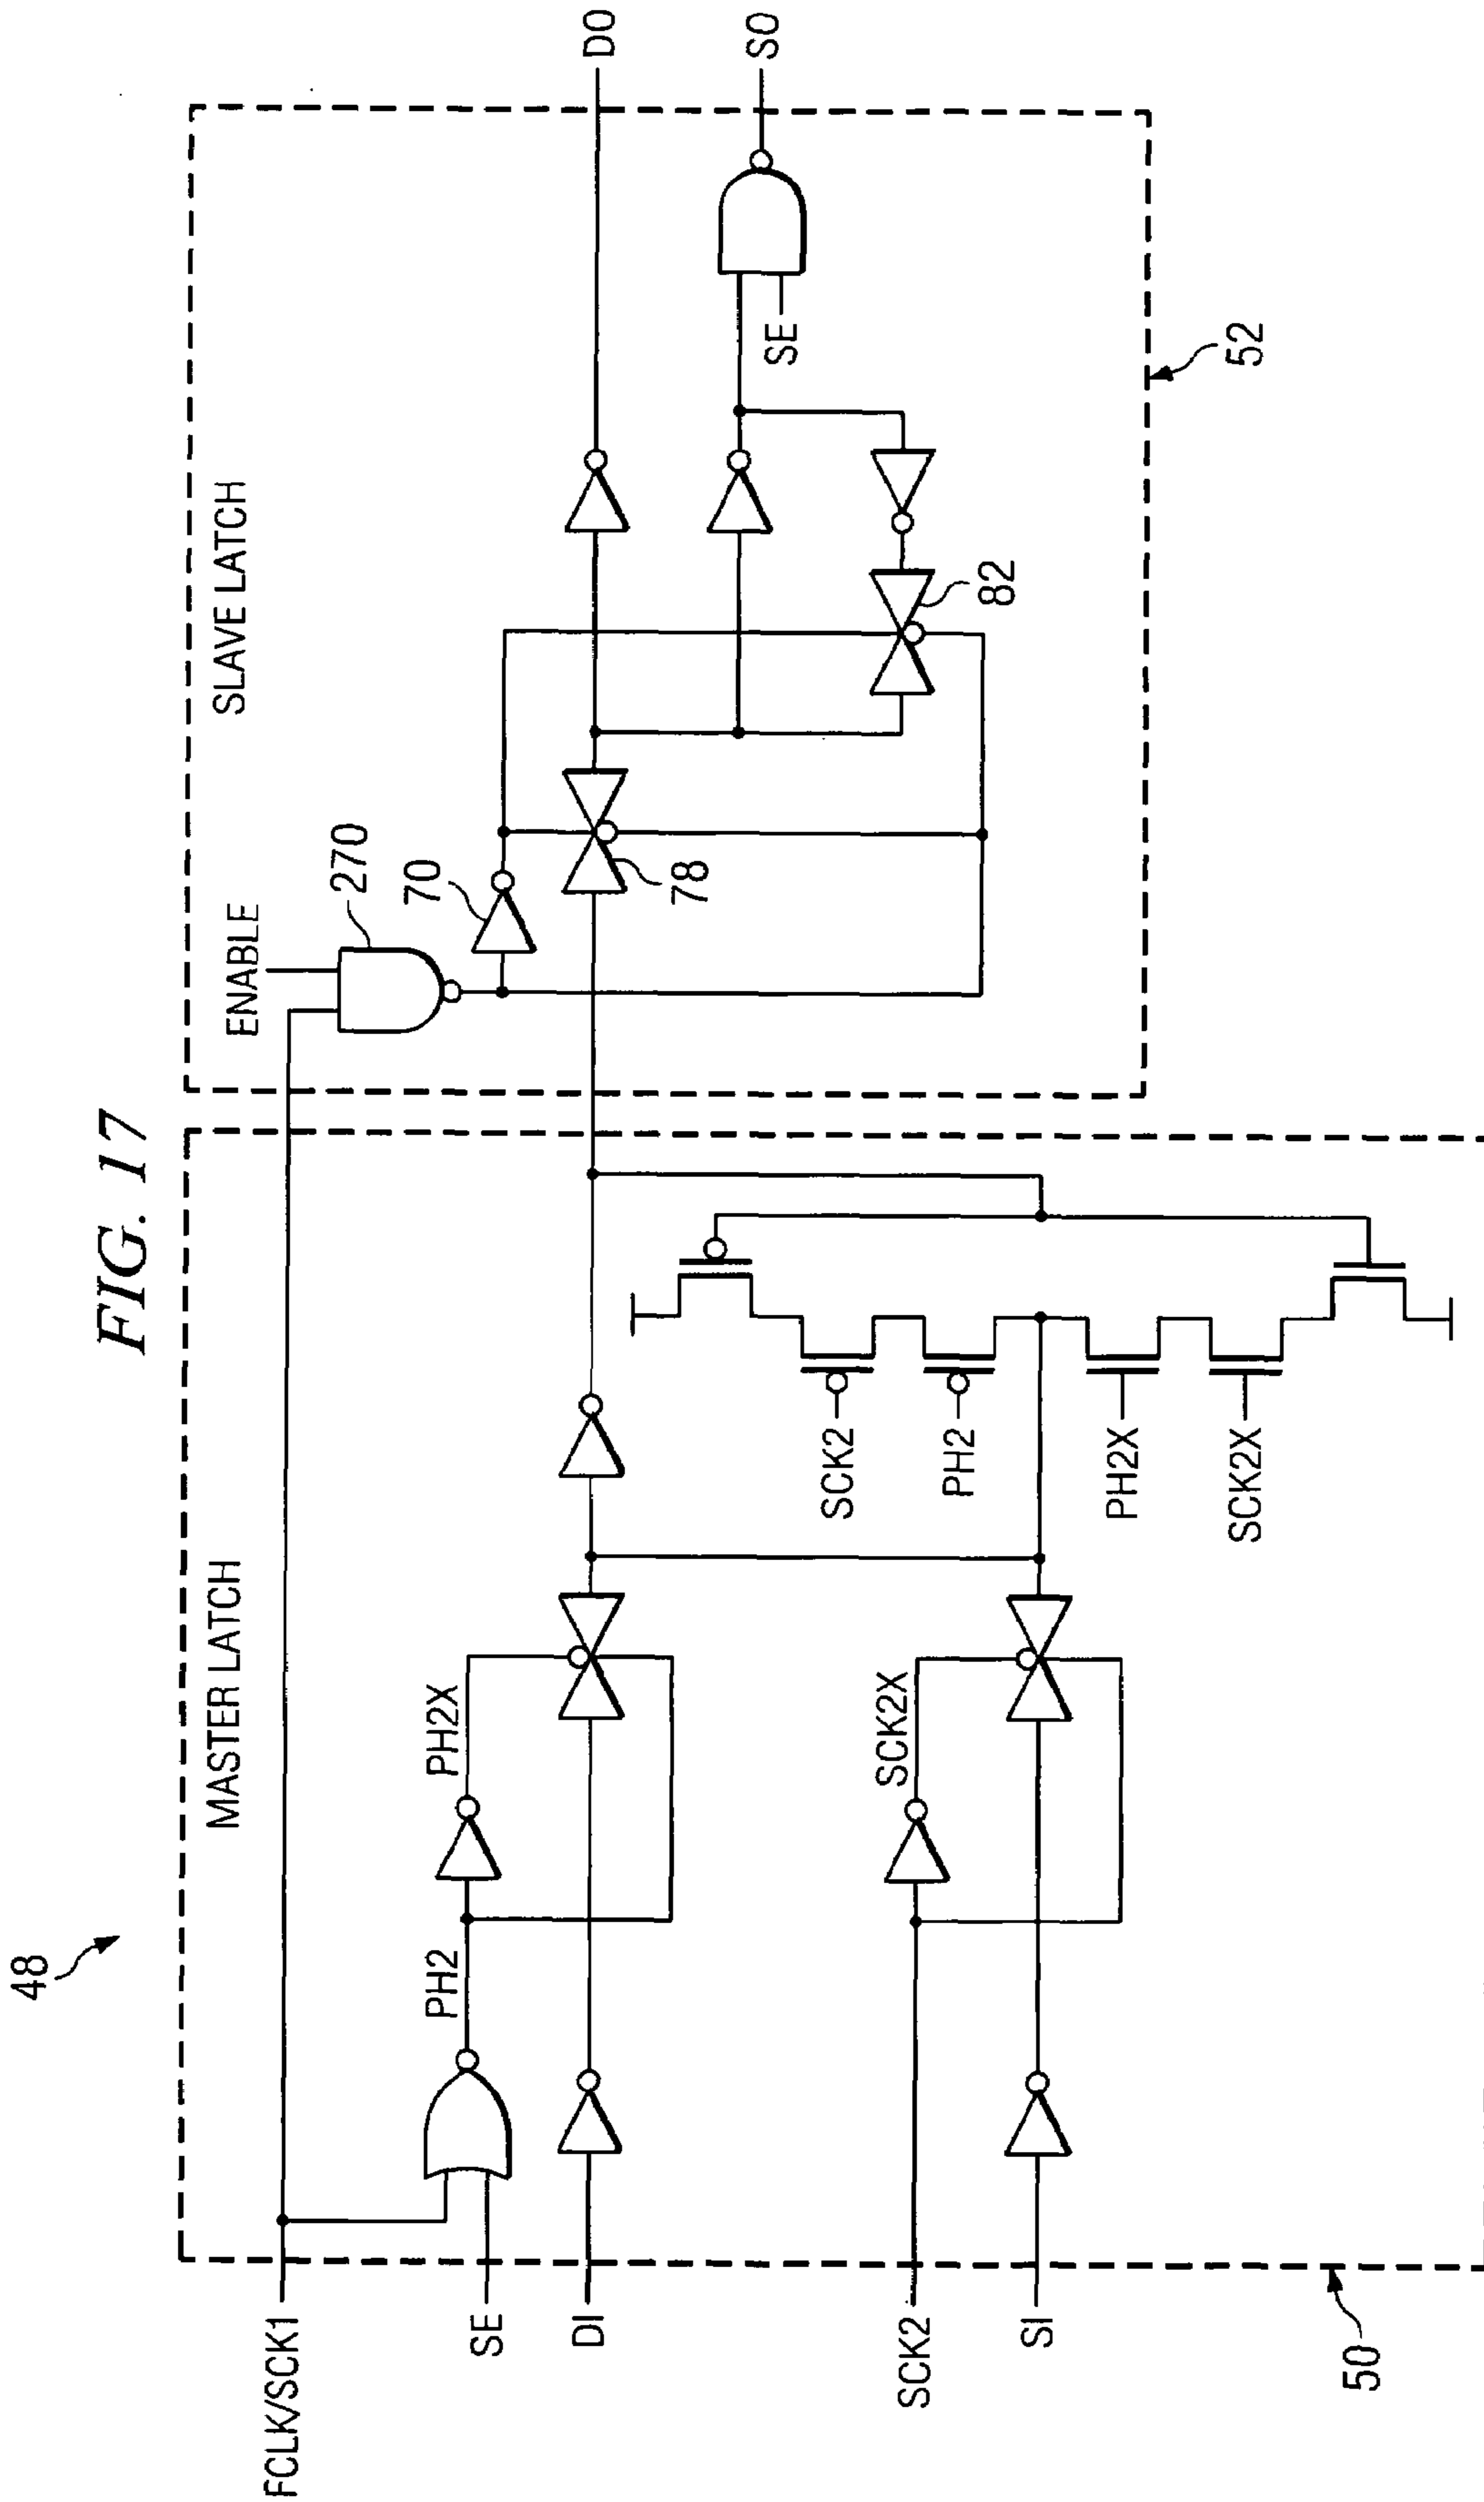 FIG. 17
48
MASTER LATCH
SLAVE LATCH
FCLK/SCK1
ENABLE
270
70
SE
PH2
PH2X
DI
78
DO
SCK2
SCK2X
SI
SCK2
PH2
PH2X
SCK2X
82
SE
SO
50
52